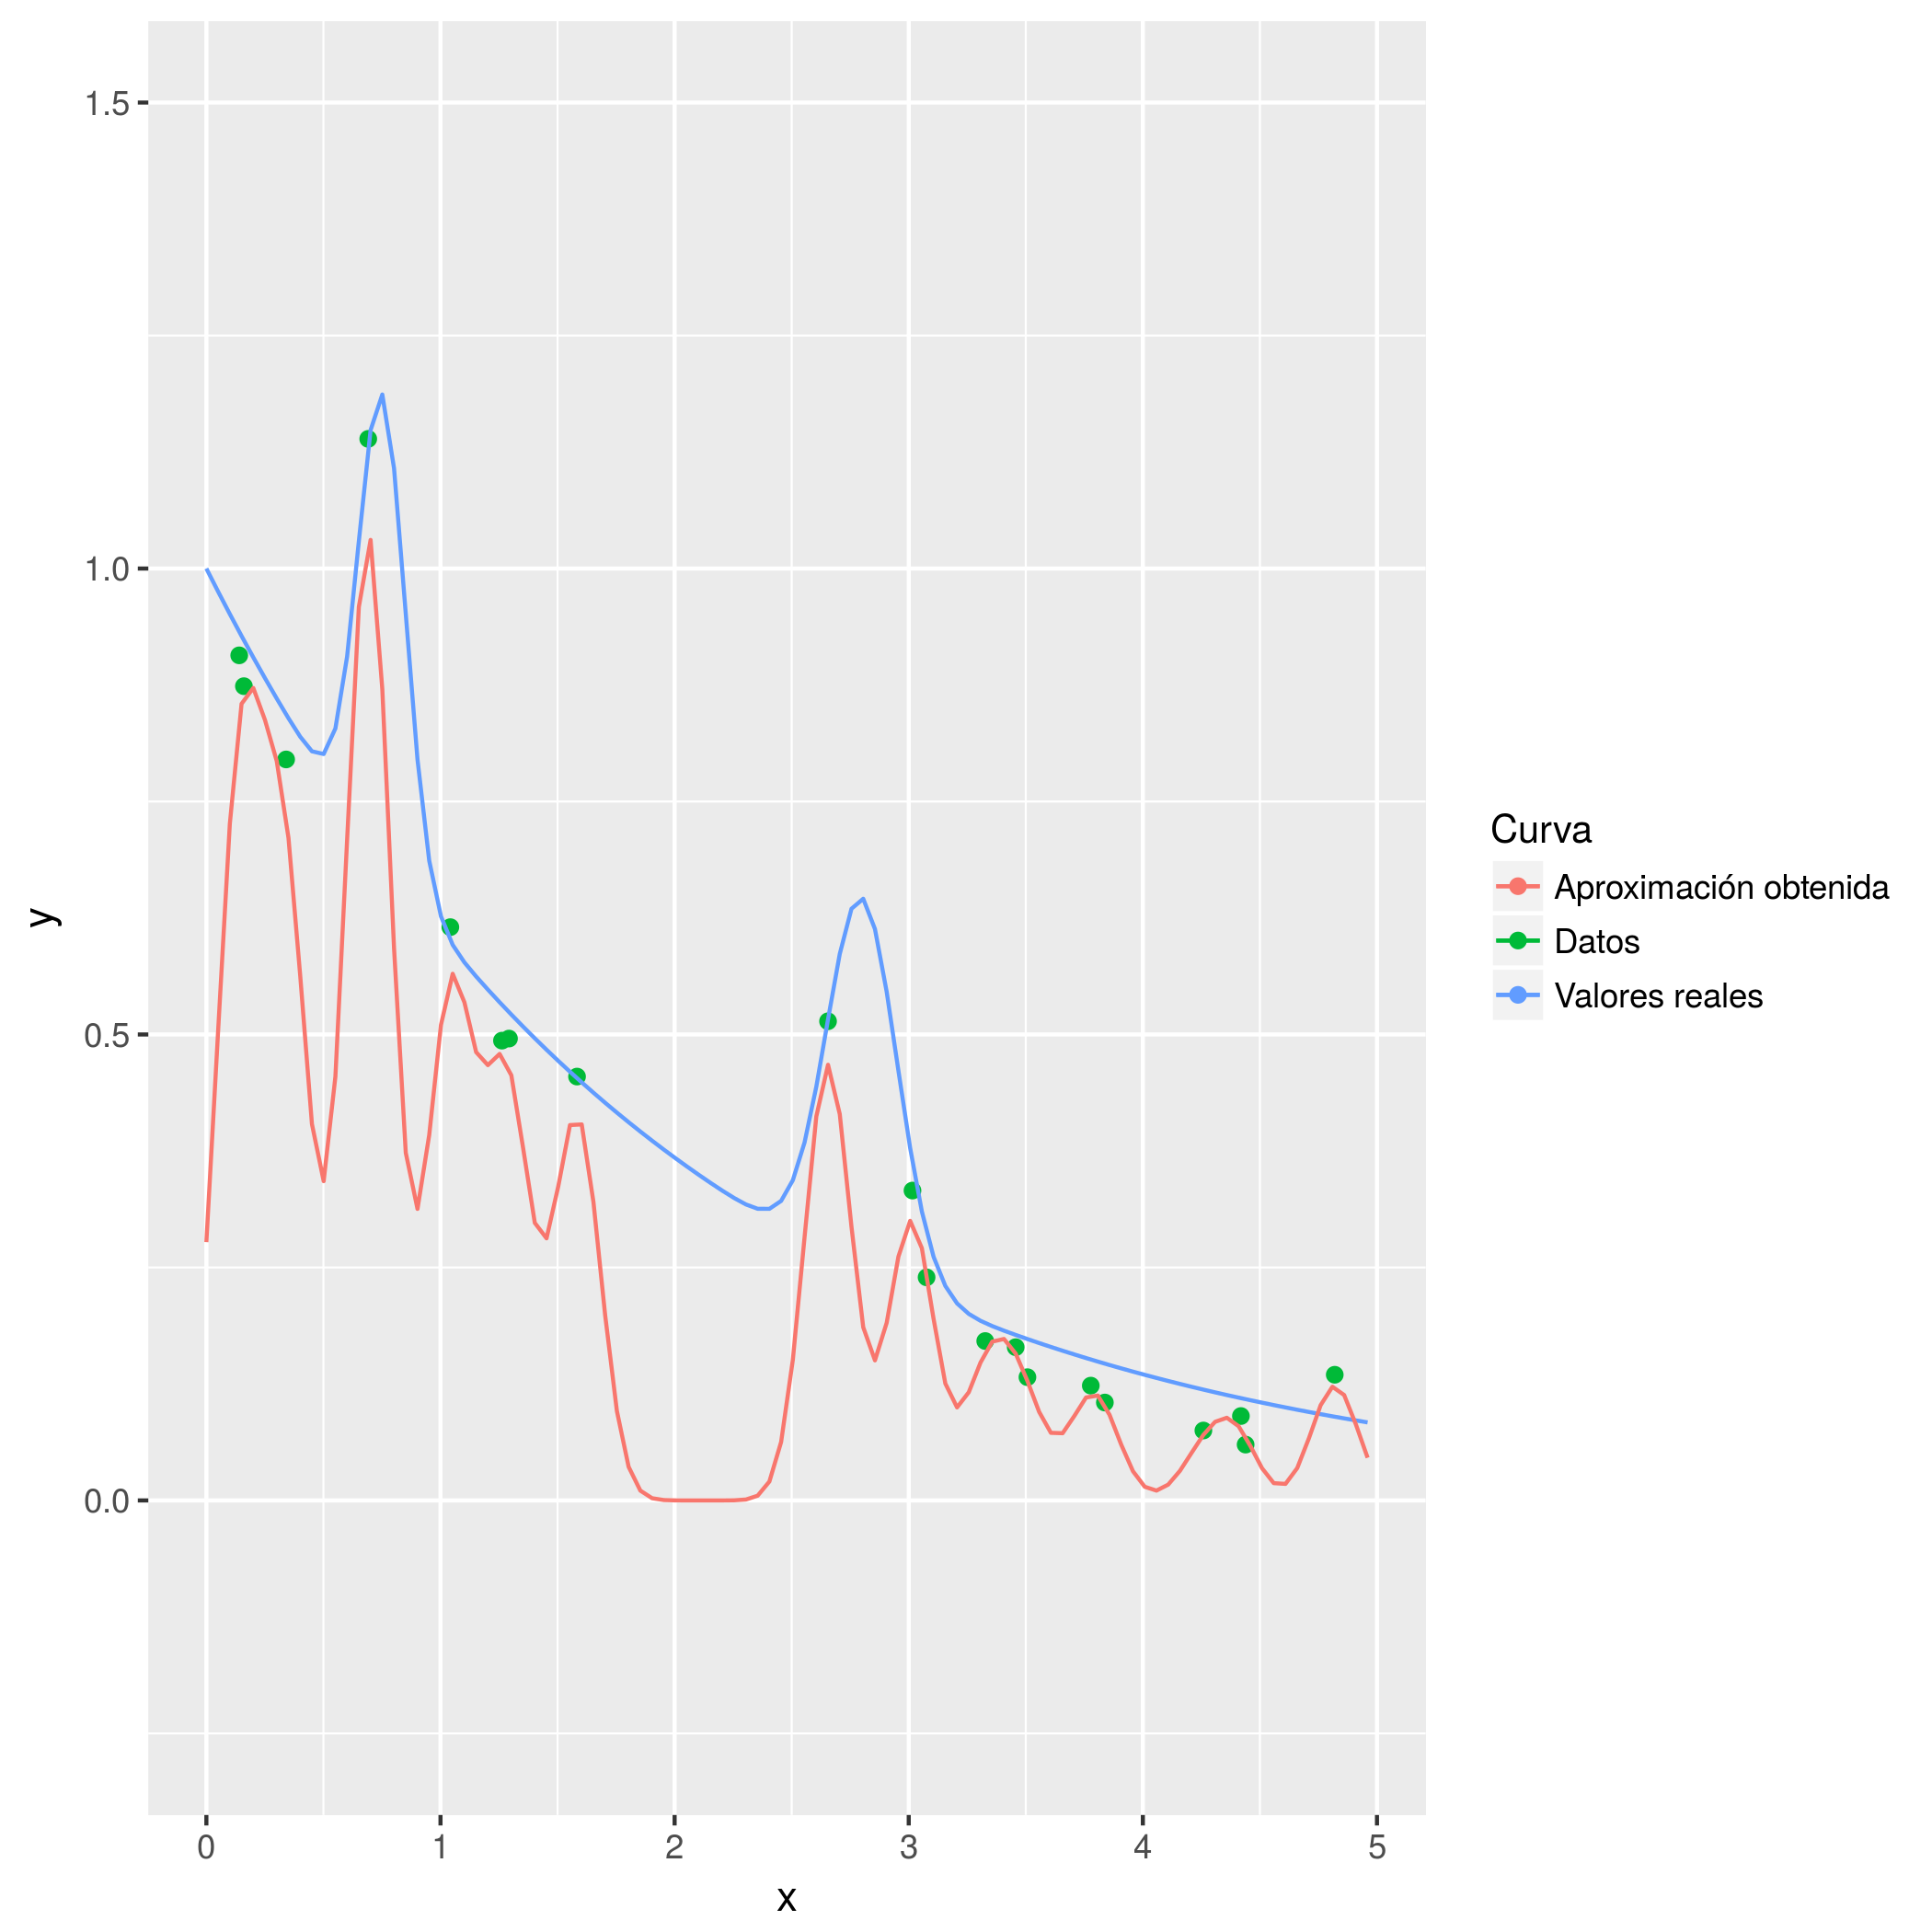 1.5
1.0
0.5
0.0
y
0
1
2
3
4
5
x
Curva
Aproximación obtenida
Datos
Valores reales